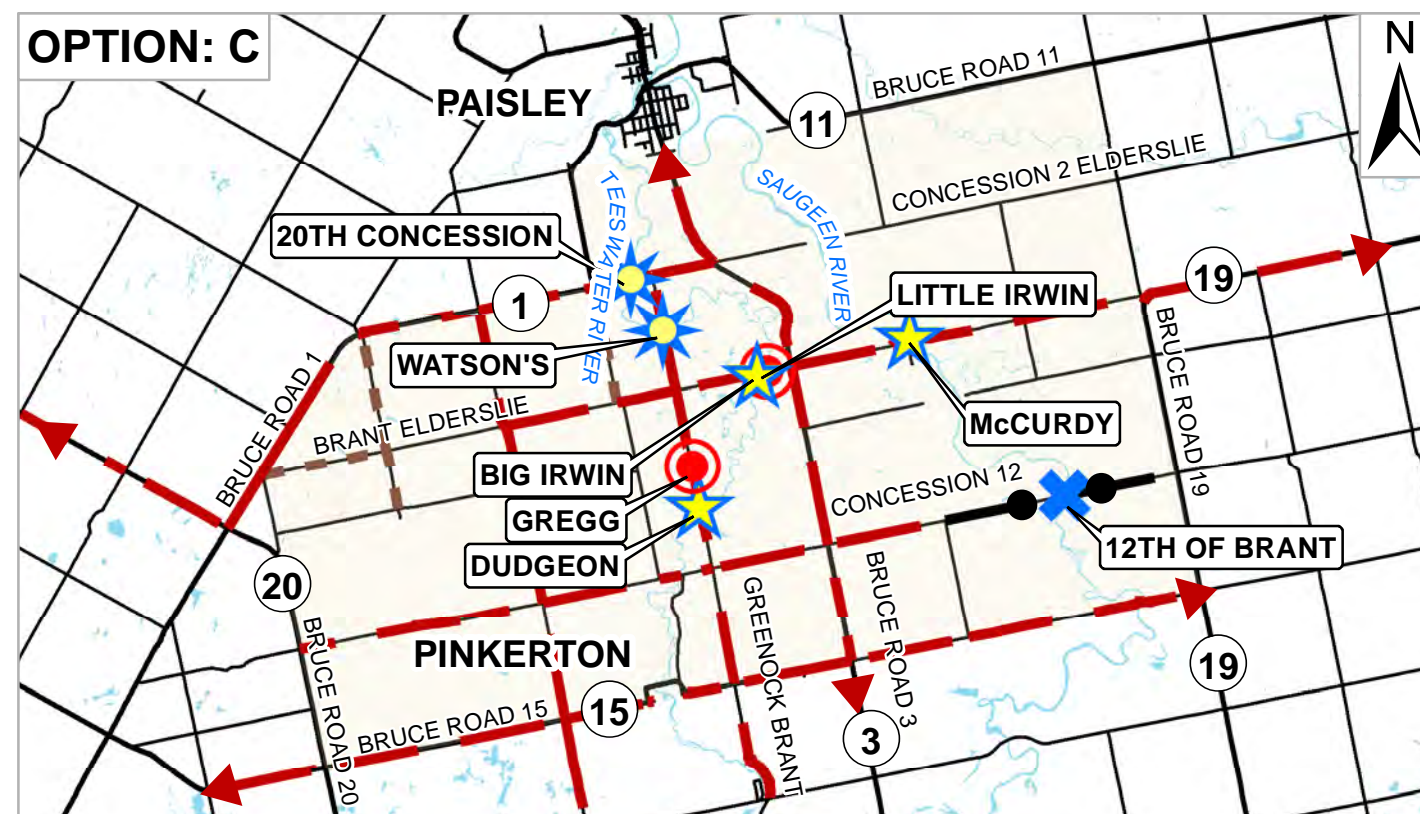 OPTION: C
N
PAISLEY
BRUCE ROAD 11
11
CONCESSION 2 ELDERSLIE
TEESWATER RIVER
SAUGEEN RIVER
20TH CONCESSION
19
LITTLE IRWIN
1
WATSON'S
BRUCE ROAD 1
BRUCE ROAD 19
BRANT ELDERSLIE
McCURDY
BIG IRWIN
CONCESSION 12
GREGG
12TH OF BRANT
DUDGEON
20
BRUCE ROAD 20
PINKERTON
GREENOCK BRANT
BRUCE ROAD 3
19
BRUCE ROAD 15
15
3